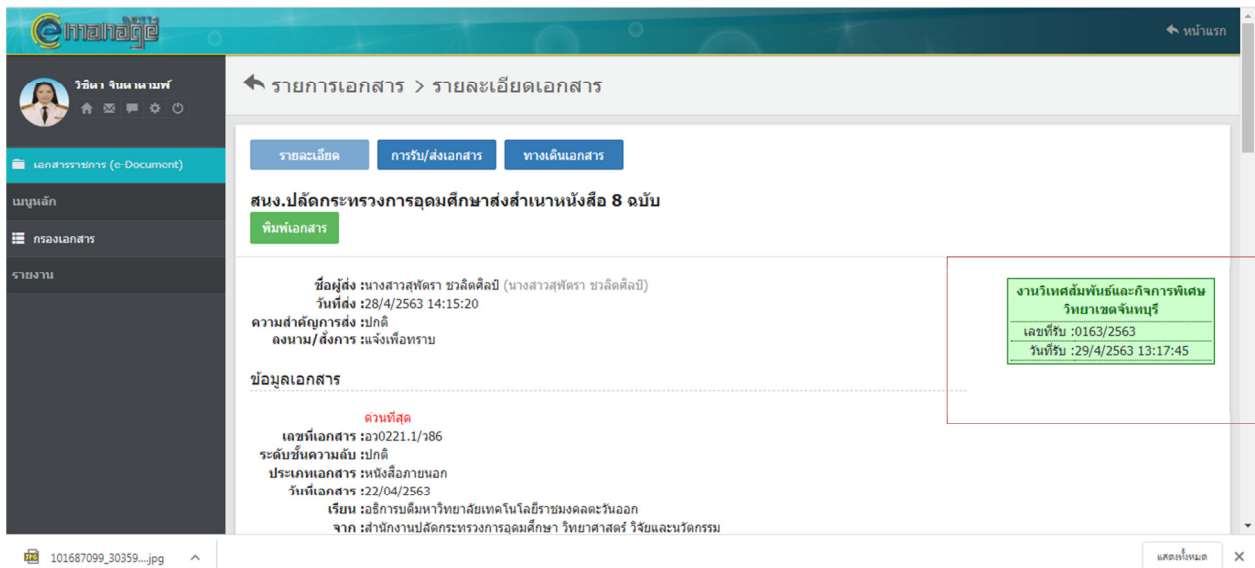 emanage
หน้าแรก
รายการเอกสาร > รายละเอียดเอกสาร
เอกสารราชการ (e-Document)
เมนูหลัก
กรองเอกสาร
รายงาน
รายละเอียด การรับ/ส่งเอกสาร ทางเดินเอกสาร
สนง.ปลัดกระทรวงการอุดมศึกษาส่งสำเนาหนังสือ 8 ฉบับ
พิมพ์เอกสาร
ชื่อผู้ส่ง :นางสาวสุพัตรา ชวลิตศิลป์ (นางสาวสุพัตรา ชวลิตศิลป์)
วันที่ส่ง :28/4/2563 14:15:20
ความสำคัญการส่ง :ปกติ
ลงนาม/สั่งการ :แจ้งเพื่อทราบ
งานวิเทศสัมพันธ์และกิจการพิเศษ
วิทยาเขตจันทบุรี
เลขที่รับ :0163/2563
วันที่รับ :29/4/2563 13:17:45
ข้อมูลเอกสาร
ด่วนที่สุด
เลขที่เอกสาร :อว0221.1/ว86
ระดับชั้นความลับ :ปกติ
ประเภทเอกสาร :หนังสือภายนอก
วันที่เอกสาร :22/04/2563
เรียน :อธิการบดีมหาวิทยาลัยเทคโนโลยีราชมงคลตะวันออก
จาก :สำนักงานปลัดกระทรวงการอุดมศึกษา วิทยาศาสตร์ วิจัยและนวัตกรรม
101687099_30359....jpg
แสดงทั้งหมด